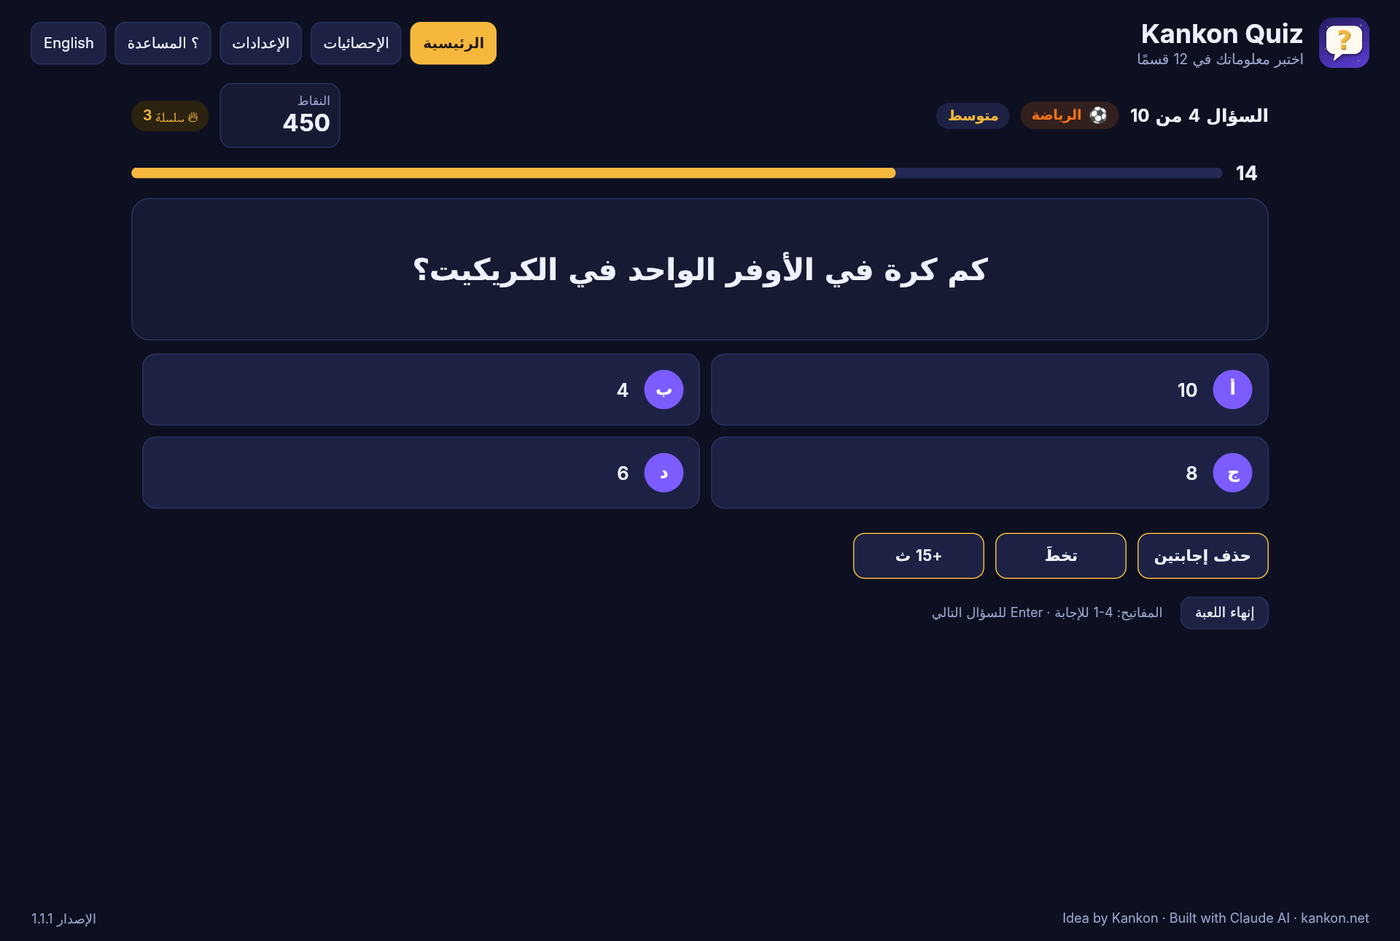 Kankon Quiz
اختبر معلوماتك في 12 قسمًا
الرئيسية
الإحصائيات
الإعدادات
؟ المساعدة
English
السؤال 4 من 10
⚽ الرياضة
متوسط
النقاط
450
🔥 سلسلة 3
14
كم كرة في الأوفر الواحد في الكريكيت؟
أ 10
ب 4
ج 8
د 6
حذف إجابتين
تخطَّ
+15 ث
إنهاء اللعبة
المفاتيح: 1-4 للإجابة · Enter للسؤال التالي
Idea by Kankon · Built with Claude AI · kankon.net
الإصدار 1.1.1